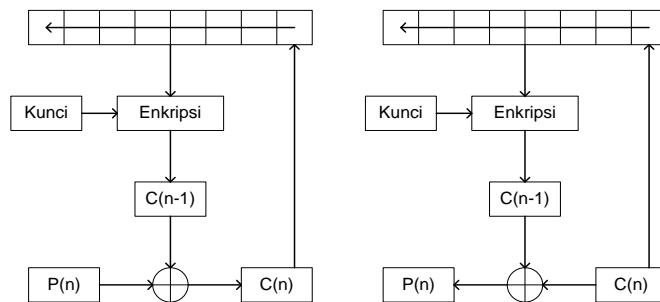 Kunci
Enkripsi
C(n-1)
P(n)
C(n)
Kunci
Enkripsi
C(n-1)
P(n)
C(n)